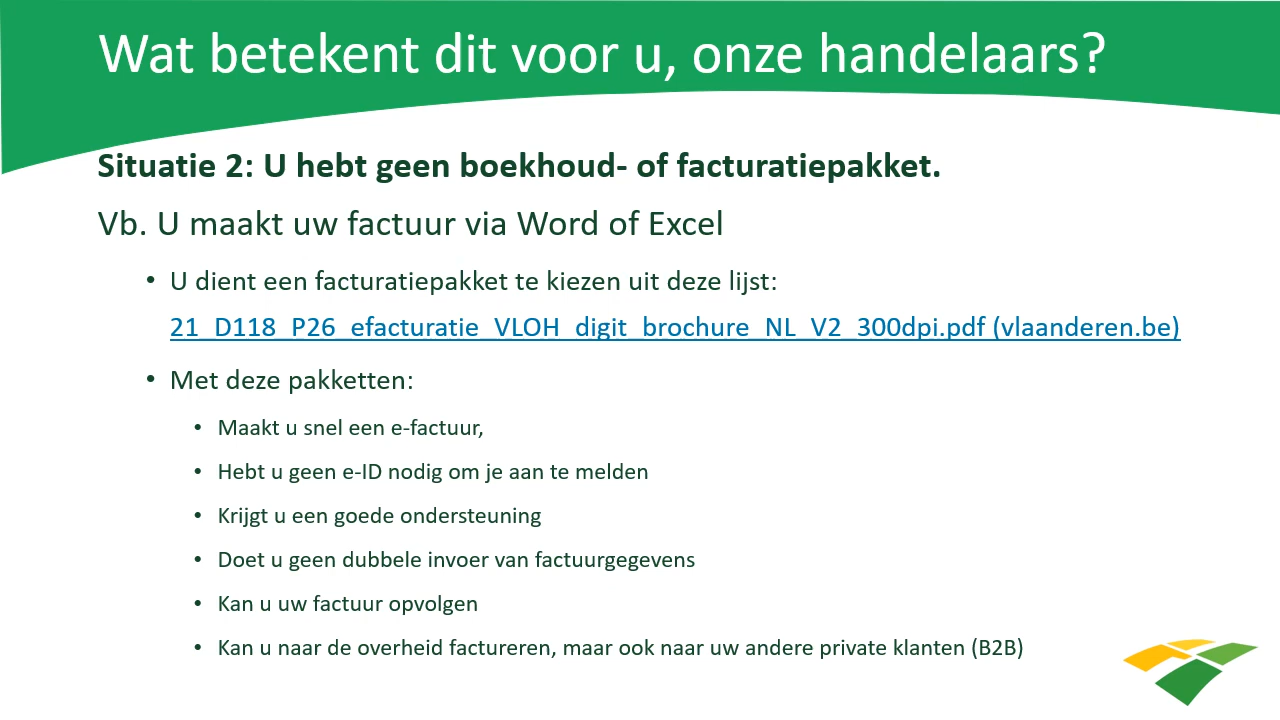 Wat betekent dit voor u, onze handelaars?
Situatie 2: U hebt geen boekhoud- of facturatiepakket.
Vb. U maakt uw factuur via Word of Excel
• U dient een facturatiepakket te kiezen uit deze lijst:
21_D118_P26_efacturatie_VLOH_digit_brochure_NL_V2_300dpi.pdf (vlaanderen.be)
• Met deze pakketten:
• Maakt u snel een e-factuur,
• Hebt u geen e-ID nodig om je aan te melden
• Krijgt u een goede ondersteuning
• Doet u geen dubbele invoer van factuurgegevens
• Kan u uw factuur opvolgen
• Kan u naar de overheid factureren, maar ook naar uw andere private klanten (B2B)